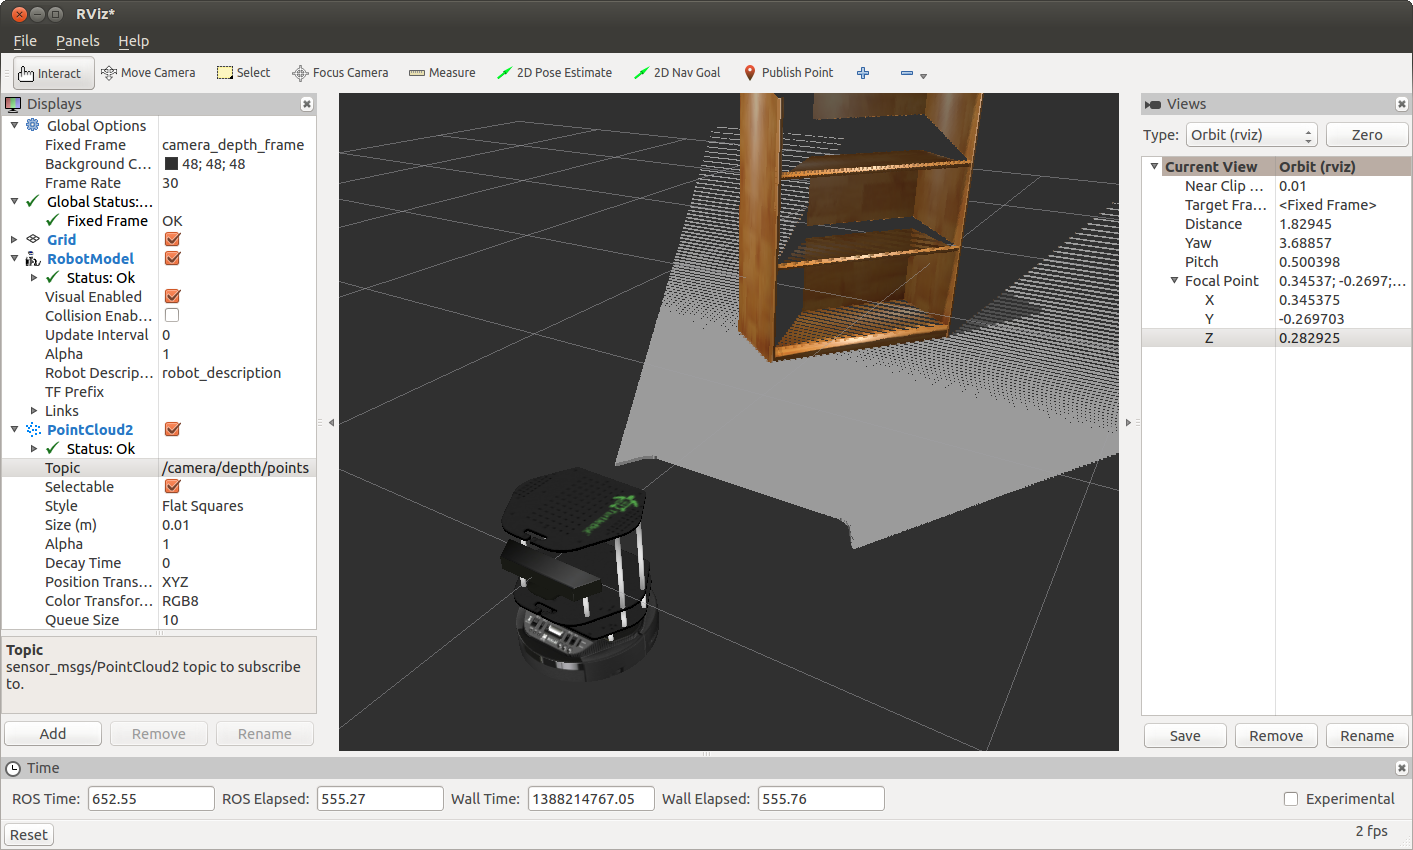 RViz*
File Panels Help
Interact Move Camera Select Focus Camera Measure 2D Pose Estimate 2D Nav Goal Publish Point
Displays
Global Options
Fixed Frame camera_depth_frame
Background C... 48; 48; 48
Frame Rate 30
Global Status:...
Fixed Frame OK
Grid
RobotModel
Status: Ok
Visual Enabled
Collision Enab...
Update Interval 0
Alpha 1
Robot Descrip... robot_description
TF Prefix
Links
PointCloud2
Status: Ok
Topic /camera/depth/points
Selectable
Style Flat Squares
Size (m) 0.01
Alpha 1
Decay Time 0
Position Trans... XYZ
Color Transfor... RGB8
Queue Size 10
Topic
sensor_msgs/PointCloud2 topic to subscribe
to.
Add Remove Rename
Views
Type: Orbit (rviz) Zero
Current View Orbit (rviz)
Near Clip ... 0.01
Target Fra... <Fixed Frame>
Distance 1.82945
Yaw 3.68857
Pitch 0.500398
Focal Point 0.34537; -0.2697;...
X 0.345375
Y -0.269703
Z 0.282925
Save Remove Rename
Time
ROS Time: 652.55 ROS Elapsed: 555.27 Wall Time: 1388214767.05 Wall Elapsed: 555.76 Experimental
Reset 2 fps